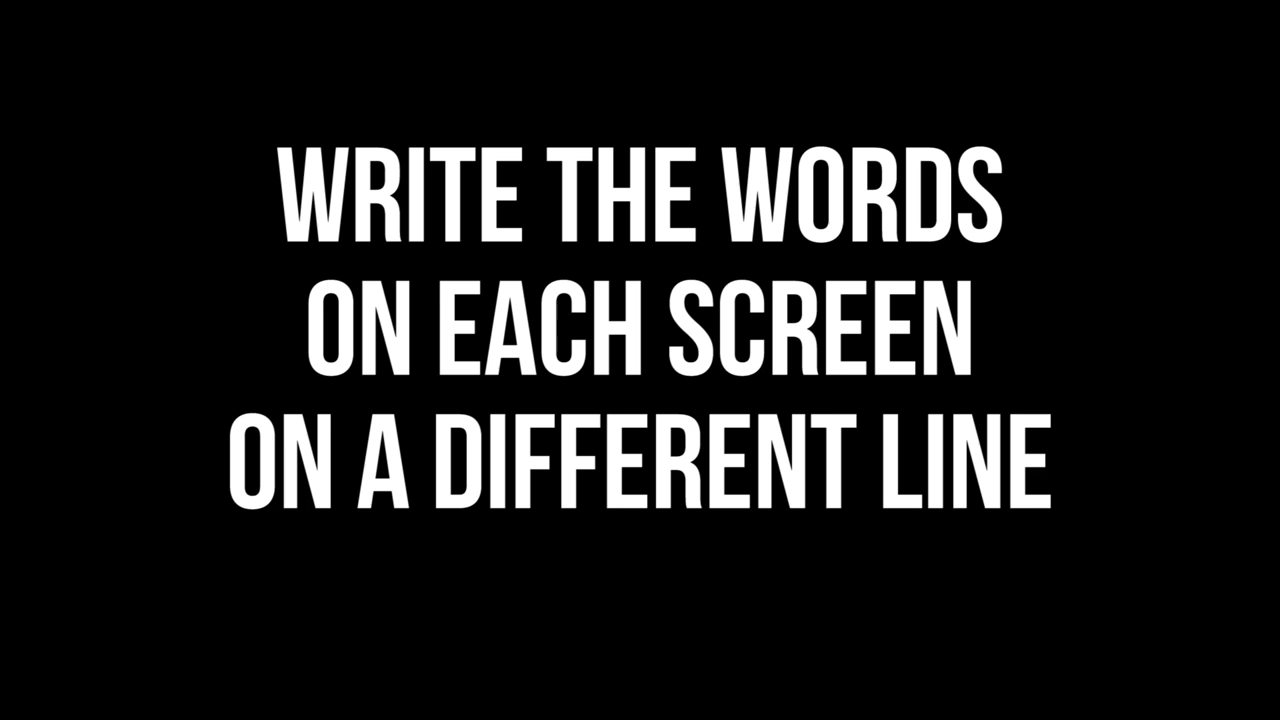 WRITE THE WORDS
ON EACH SCREEN
ON A DIFFERENT LINE